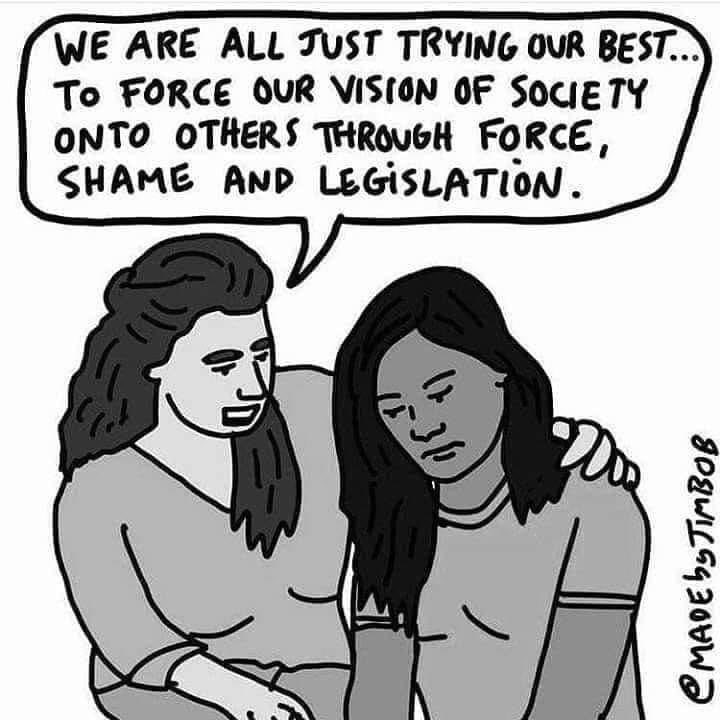 WE ARE ALL JUST TRYING OUR BEST...
TO FORCE OUR VISION OF SOCIETY
ONTO OTHERS THROUGH FORCE,
SHAME AND LEGISLATION.
@MADEbyTIMBOB